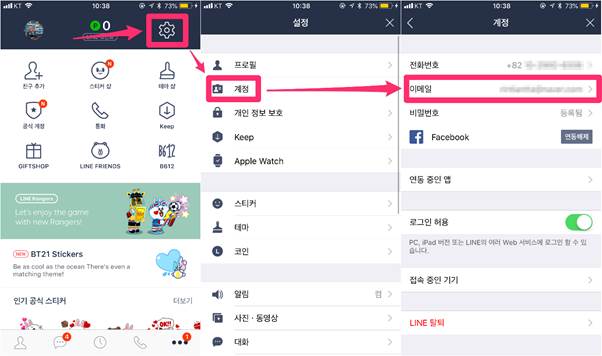 KT
10:38
73%
P 0
N
친구 추가
스티커 샵
테마 샵
공식 계정
통화
Keep
GIFTSHOP
LINE FRIENDS
B612
B612
LINE Rangers
Let's enjoy the game
with new Rangers!
NEW
BT21 Stickers
Be as cool as the ocean There's even a
matching theme!
인기 공식 스티커
더보기
OK!!
4
1
KT
10:38
73%
설정
프로필
계정
개인 정보 보호
Keep
Apple Watch
스티커
테마
코인
알림
켬
사진 · 동영상
대화
KT
10:38
73%
계정
전화번호
+82
이메일
비밀번호
등록됨
Facebook
연동해제
연동 중인 앱
로그인 허용
PC, iPad 버전 또는 LINE의 여러 Web 서비스에 로그인 할 수 있
습니다.
접속 중인 기기
LINE 탈퇴